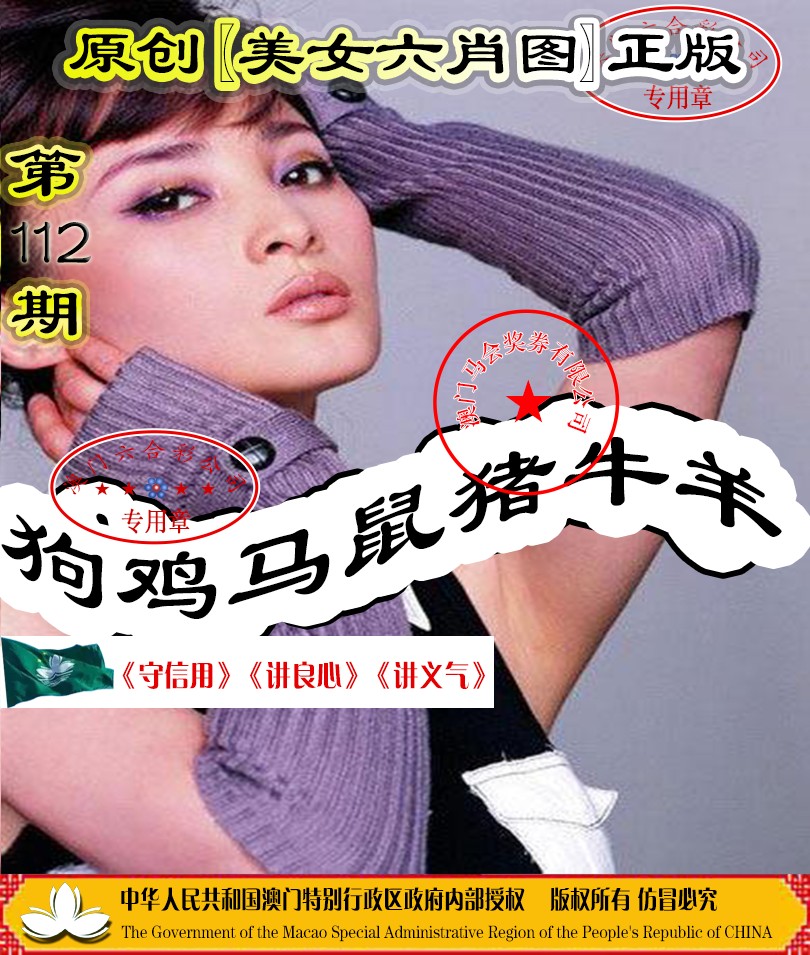 原创〖美女六肖图〗正版
专用章
第
112
期
澳门马会奖券有限公司
专用章
狗鸡马鼠猪牛羊
《守信用》《讲良心》《讲义气》
中华人民共和国澳门特别行政区政府内部授权 版权所有 仿冒必究
The Government of the Macao Special Administrative Region of the People's Republic of CHINA